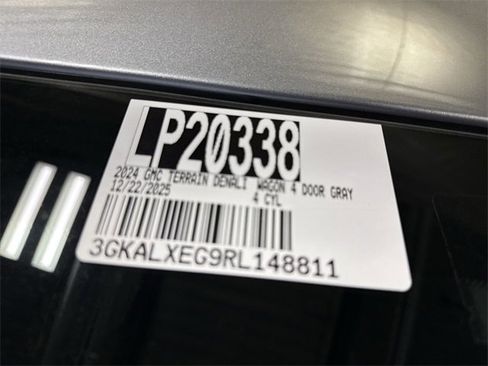 LP20338
2024 GMC TERRAIN DENALI WAGON 4 DOOR GRAY
12/22/2025 4 CYL
3GKALXEG9RL148811